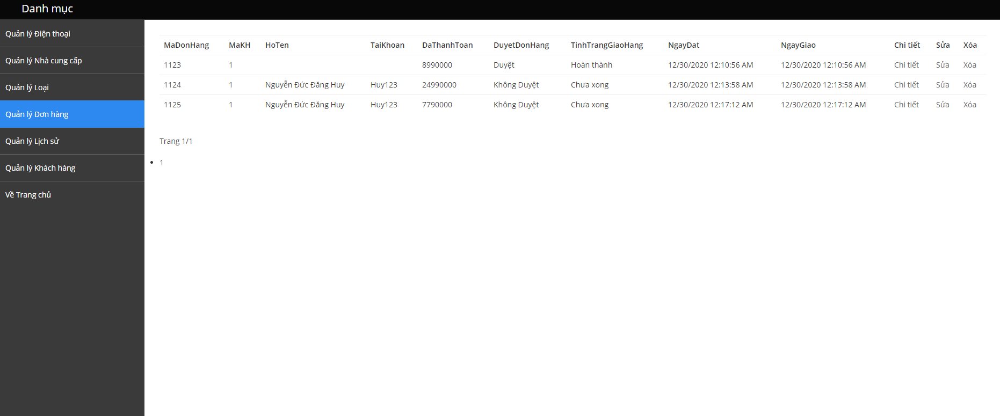 Danh mục
Quản lý Điện thoại
Quản lý Nhà cung cấp
Quản lý Loại
Quản lý Đơn hàng
Quản lý Lịch sử
Quản lý Khách hàng
Về Trang chủ
MaDonHang MaKH HoTen TaiKhoan DaThanhToan DuyetDonHang TinhTrangGiaoHang NgayDat NgayGiao Chi tiết Sửa Xóa
1123 1 8990000 Duyệt Hoàn thành 12/30/2020 12:10:56 AM 12/30/2020 12:10:56 AM Chi tiết Sửa Xóa
1124 1 Nguyễn Đức Đăng Huy Huy123 24990000 Không Duyệt Chưa xong 12/30/2020 12:13:58 AM 12/30/2020 12:13:58 AM Chi tiết Sửa Xóa
1125 1 Nguyễn Đức Đăng Huy Huy123 7790000 Không Duyệt Chưa xong 12/30/2020 12:17:12 AM 12/30/2020 12:17:12 AM Chi tiết Sửa Xóa
Trang 1/1
• 1